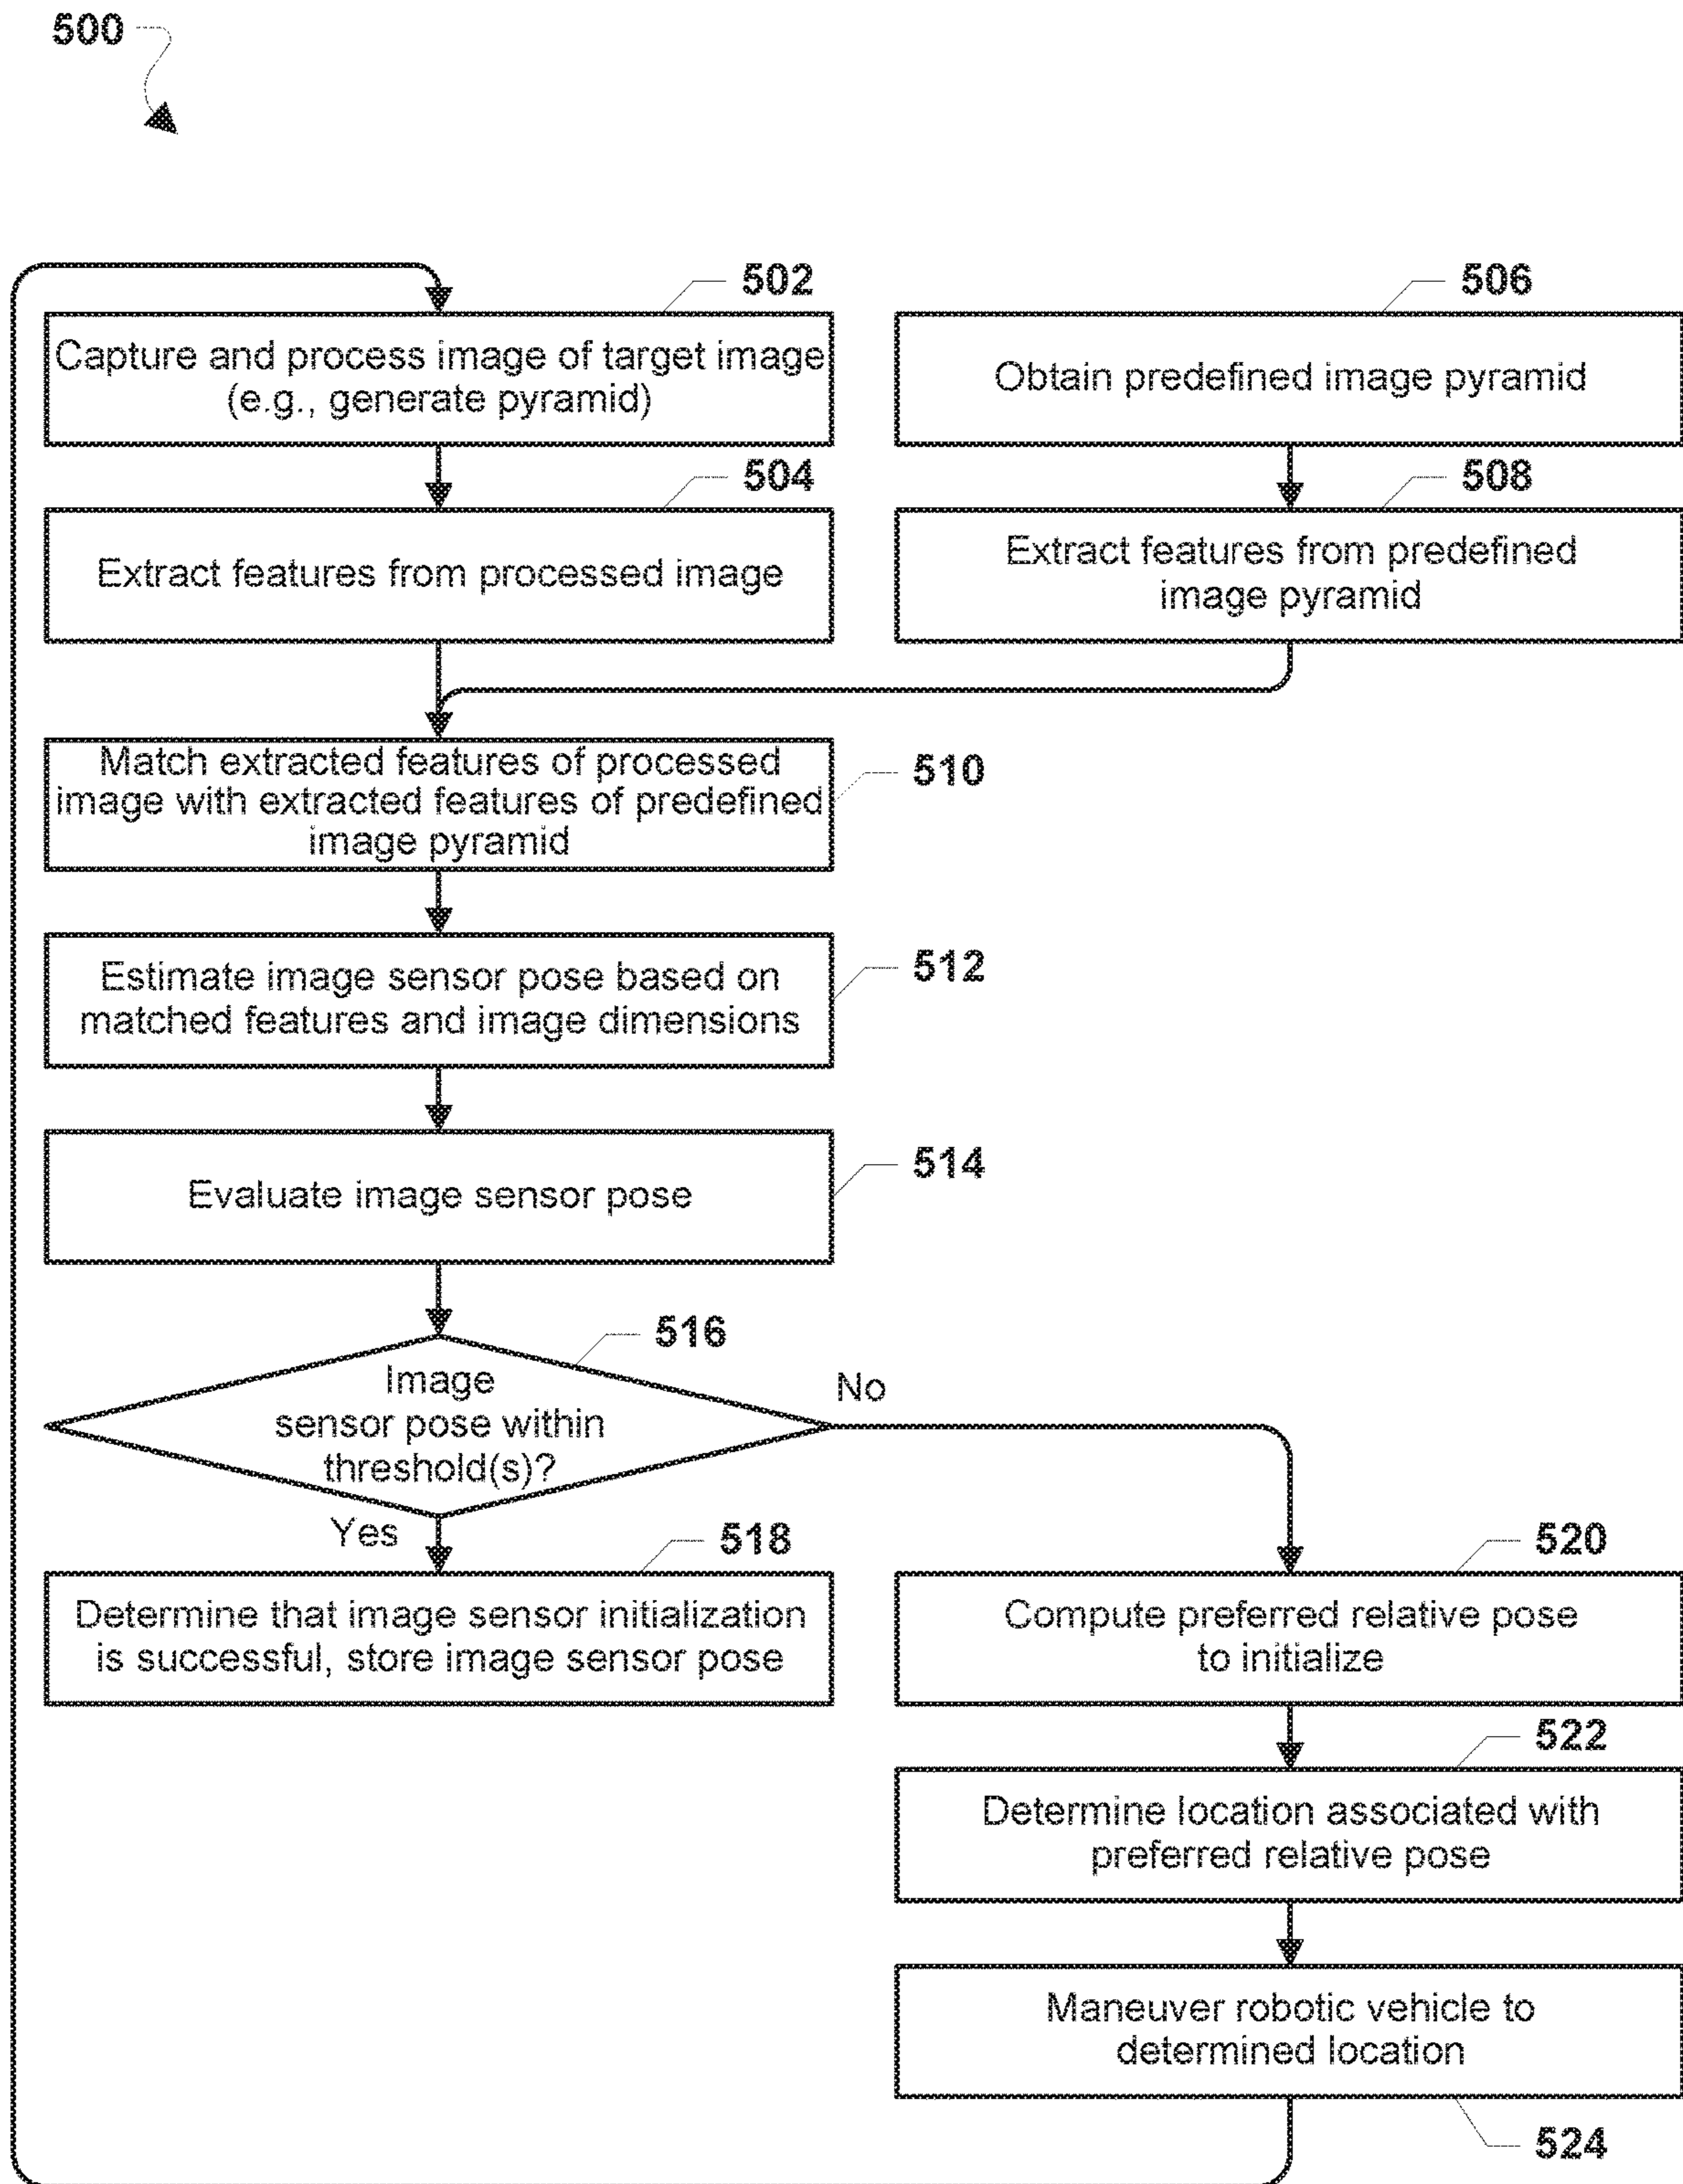 500
502
Capture and process image of target image
(e.g., generate pyramid)
506
Obtain predefined image pyramid
504
Extract features from processed image
508
Extract features from predefined
image pyramid
Match extracted features of processed
image with extracted features of predefined
image pyramid
510
Estimate image sensor pose based on
matched features and image dimensions
512
Evaluate image sensor pose
514
516
Image
sensor pose within
threshold(s)?
No
Yes
518
Determine that image sensor initialization
is successful, store image sensor pose
520
Compute preferred relative pose
to initialize
522
Determine location associated with
preferred relative pose
Maneuver robotic vehicle to
determined location
524